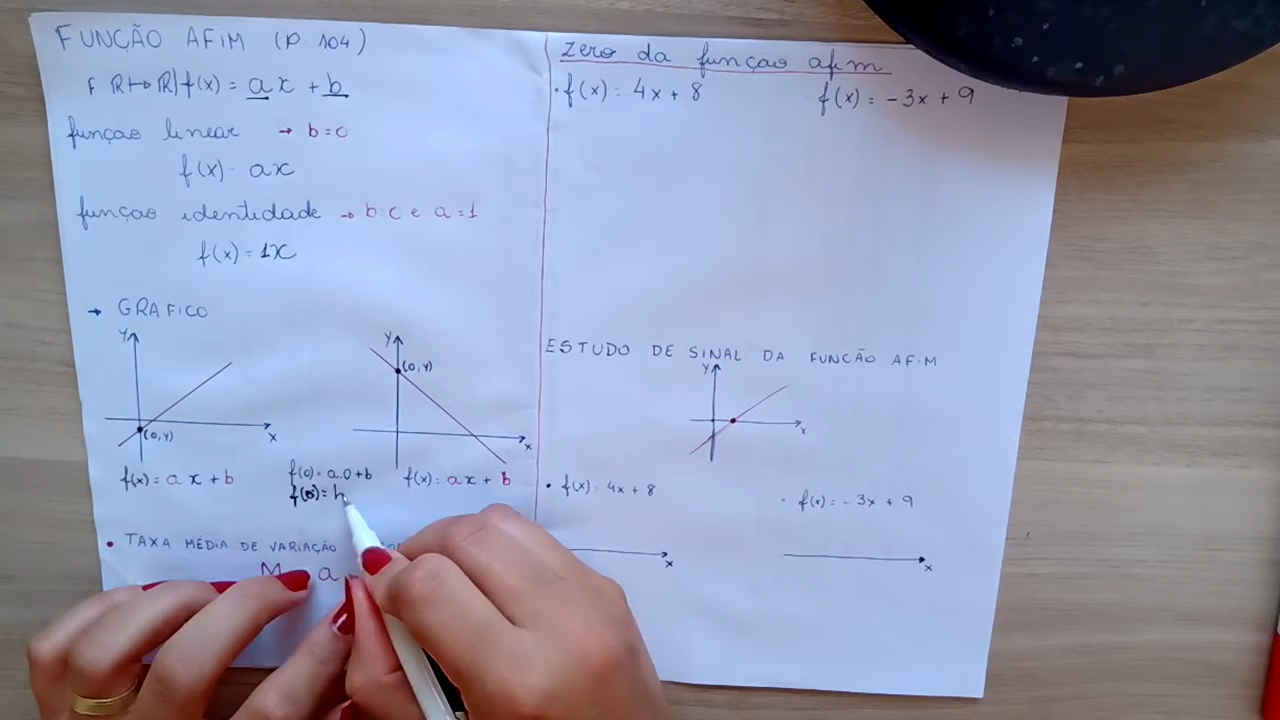 FUNÇÃO AFIM (p. 104)
f R↦R|f(x) = ax + b
função linear → b=0
f(x) = ax
função identidade → b=0 e a=1
f(x) = 1x
→ GRAFICO
y
(0,y)
x
f(x)= ax + b
y
(0,y)
x
f(0)= a.0+b
f(0)= b
f(x)= ax + b
• TAXA MÉDIA DE VARIAÇÃO
M a
zero da função afim
• f(x) = 4x + 8
f(x) = -3x + 9
ESTUDO DE SINAL DA FUNÇÃO AFIM
y
x
• f(x)= 4x + 8
x
• f(x) = -3x + 9
x